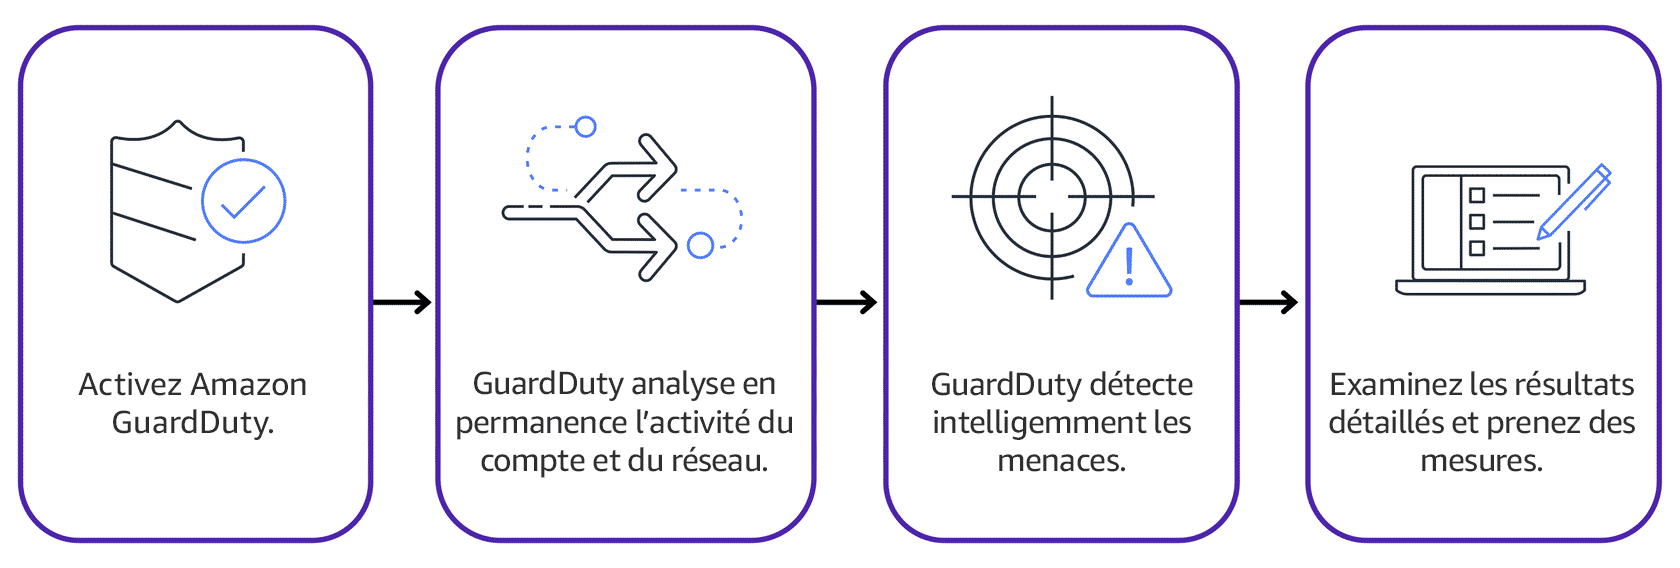 Activez Amazon
GuardDuty.
GuardDuty analyse en
permanence l’activité du
compte et du réseau.
GuardDuty détecte
intelligemment les
menaces.
Examinez les résultats
détaillés et prenez des
mesures.